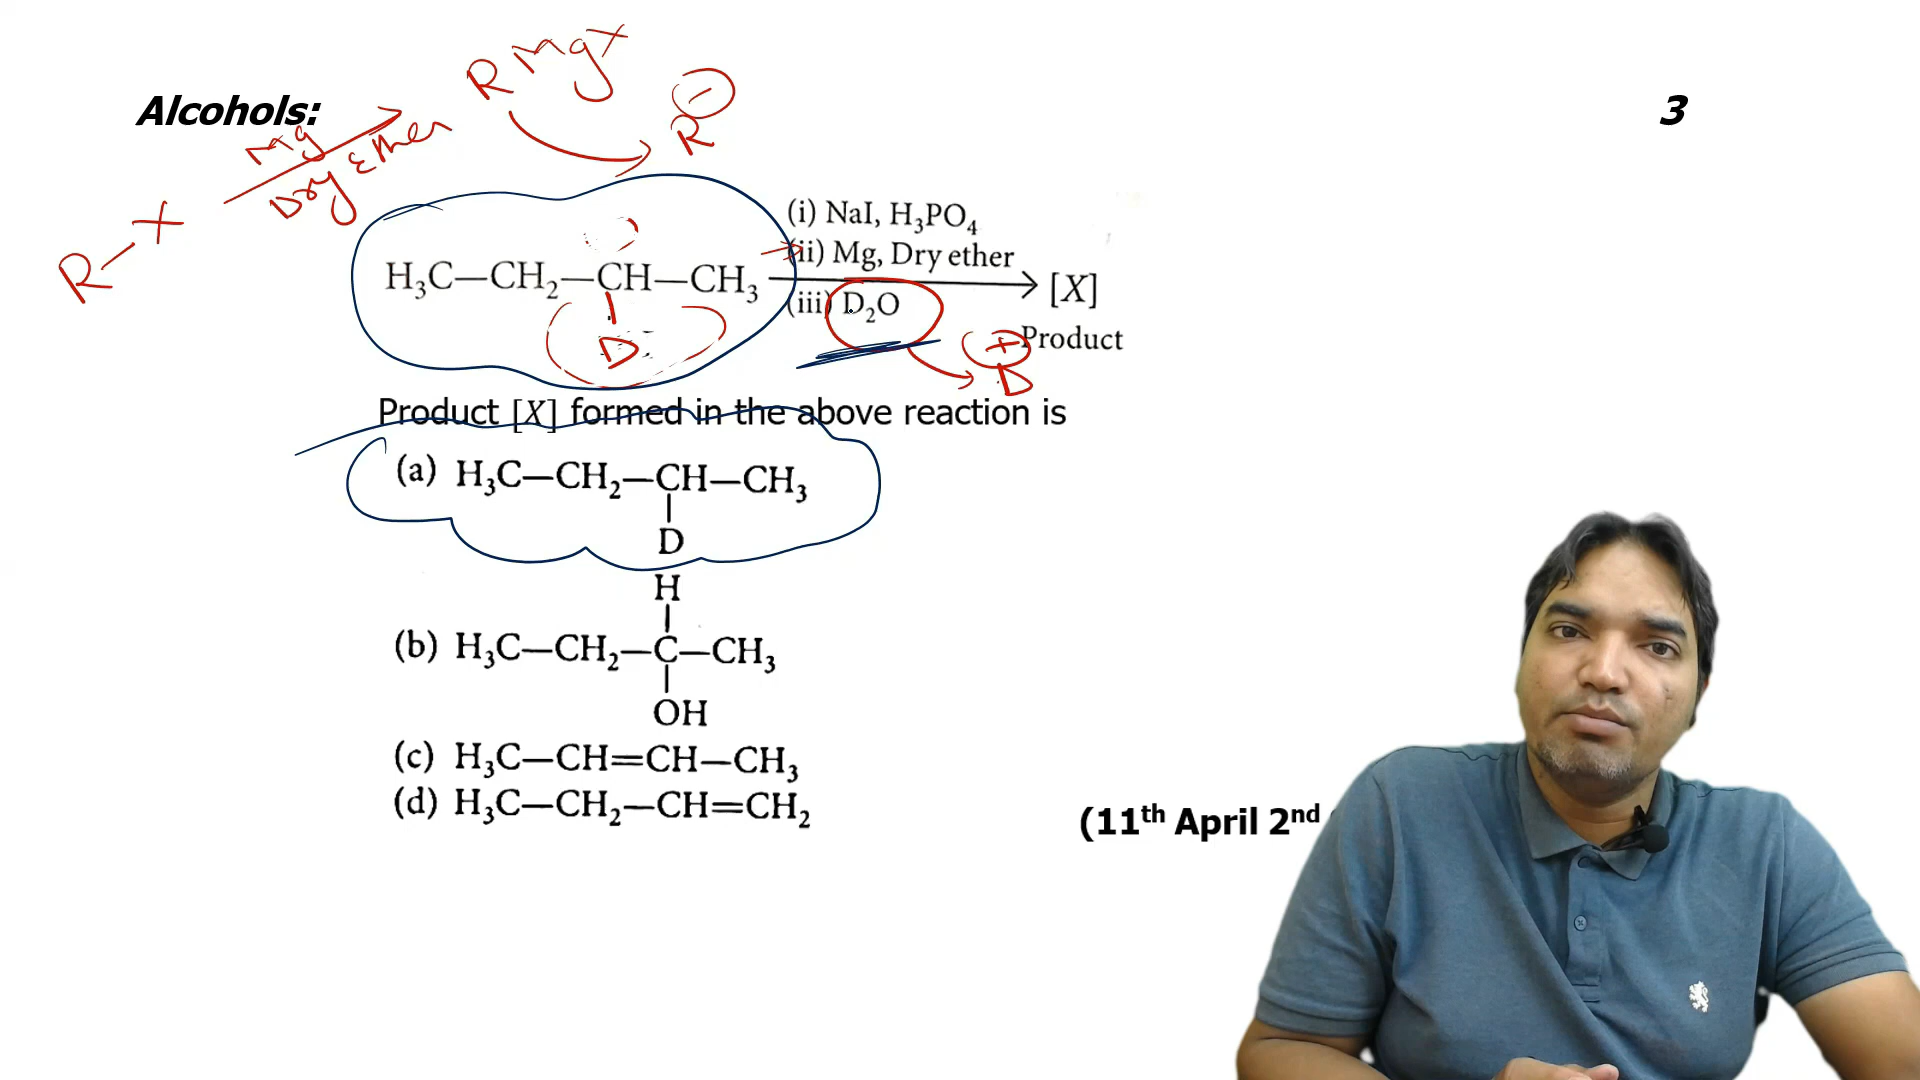 R MgX
Alcohols:
3
Mg
Dry Ether
R
−
R—X
(i) NaI, H₃PO₄
(ii) Mg, Dry ether
H₃C—CH₂—CH—CH₃
[X]
(iii) D₂O
Product
D
+
D
Product [X] formed in the above reaction is
(a) H₃C—CH₂—CH—CH₃
D
H
(b) H₃C—CH₂—C—CH₃
OH
(c) H₃C—CH=CH—CH₃
(d) H₃C—CH₂—CH=CH₂
(11th April 2nd